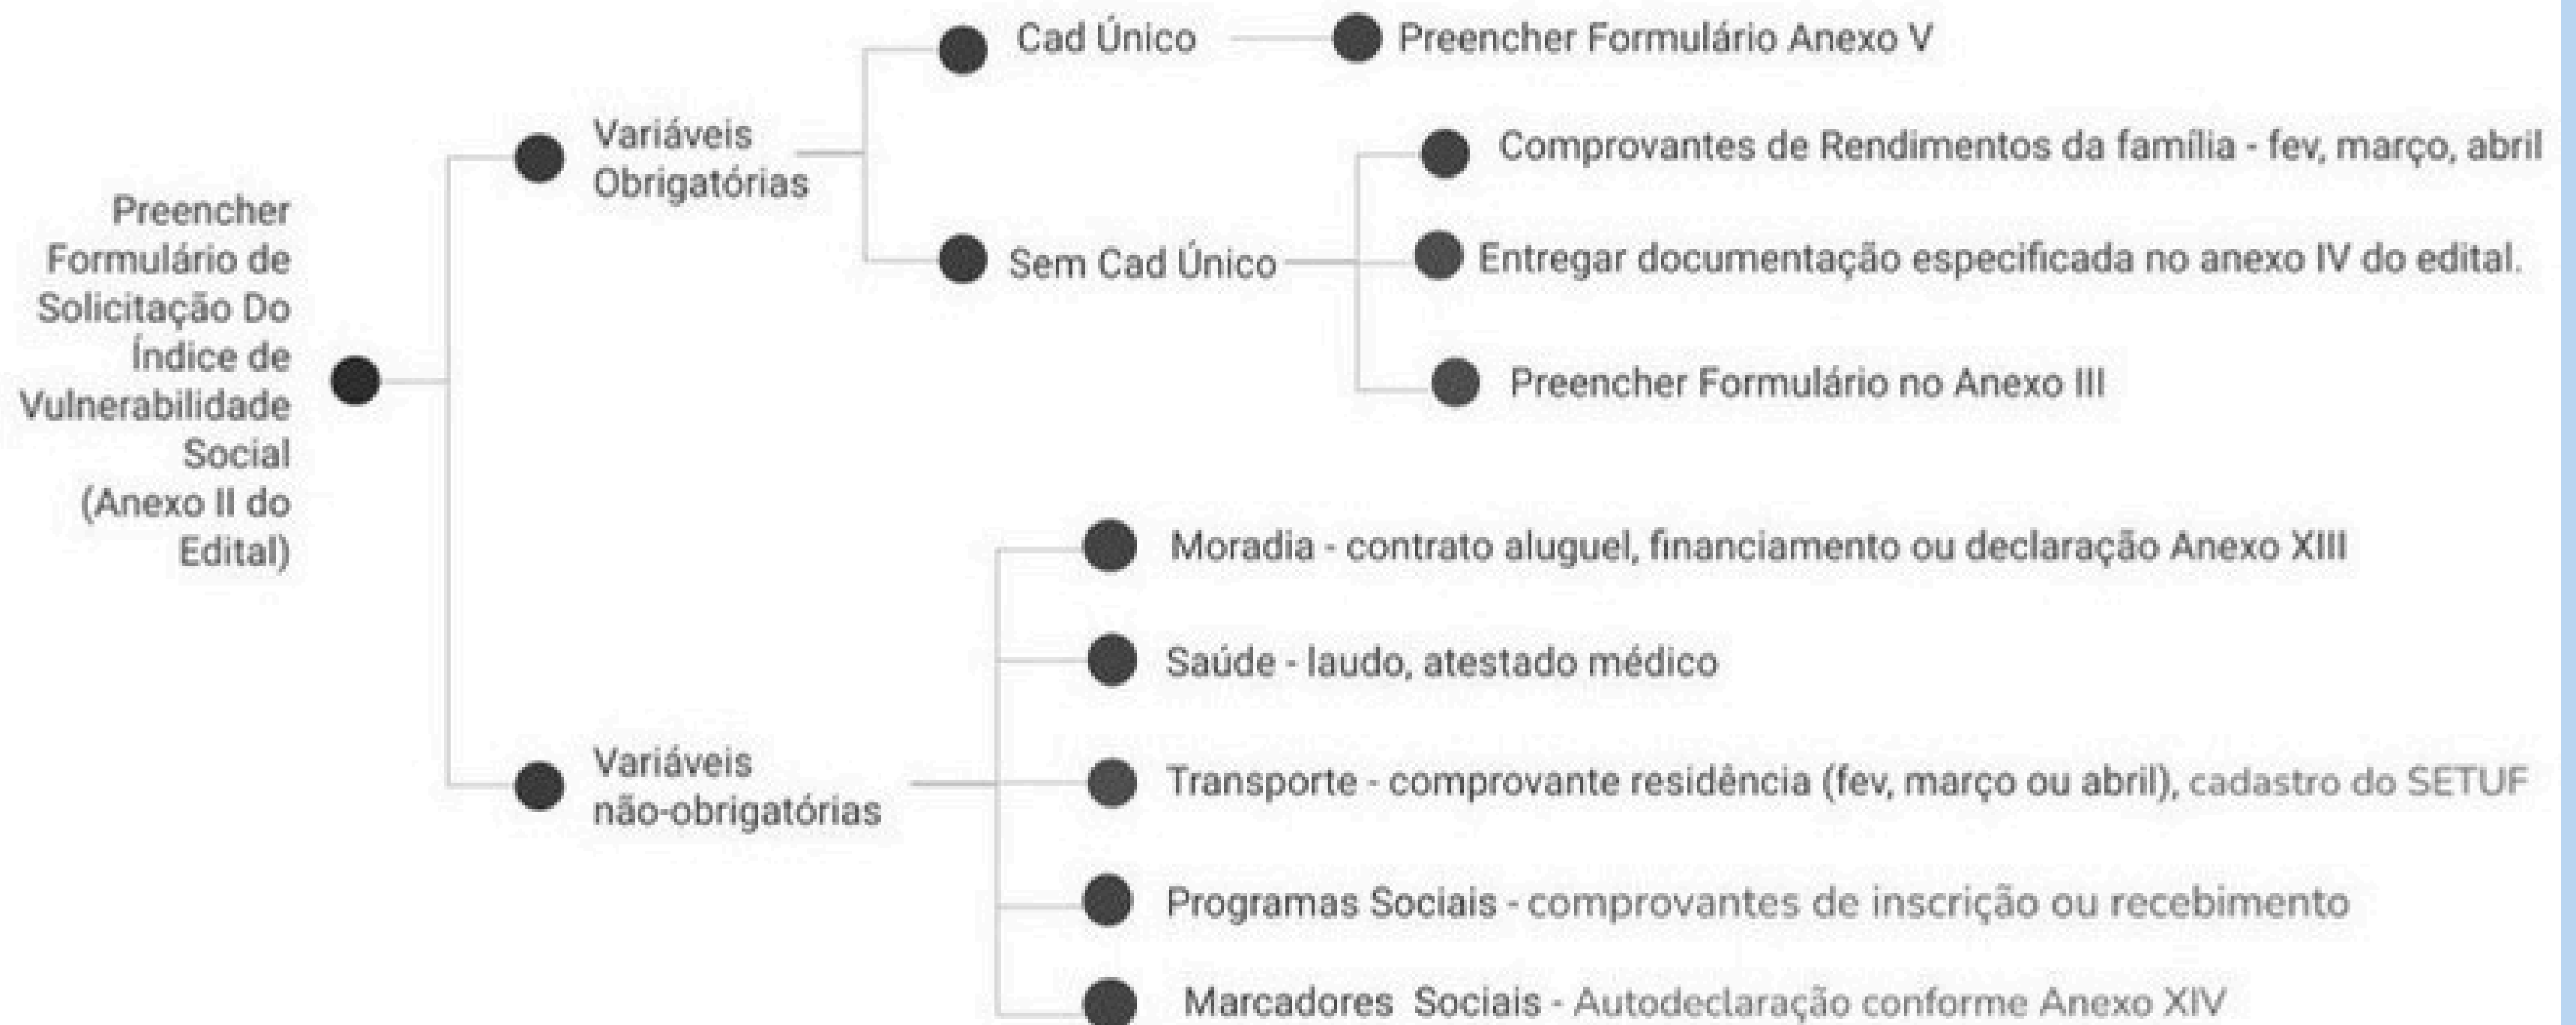 Preencher
Formulário de
Solicitação Do
Índice de
Vulnerabilidade
Social
(Anexo II do
Edital)
Variáveis
Obrigatórias
Cad Único
Preencher Formulário Anexo V
Sem Cad Único
Comprovantes de Rendimentos da família - fev, março, abril
Entregar documentação especificada no anexo IV do edital.
Preencher Formulário no Anexo III
Variáveis
não-obrigatórias
Moradia - contrato aluguel, financiamento ou declaração Anexo XIII
Saúde - laudo, atestado médico
Transporte - comprovante residência (fev, março ou abril), cadastro do SETUF
Programas Sociais - comprovantes de inscrição ou recebimento
Marcadores Sociais - Autodeclaração conforme Anexo XIV